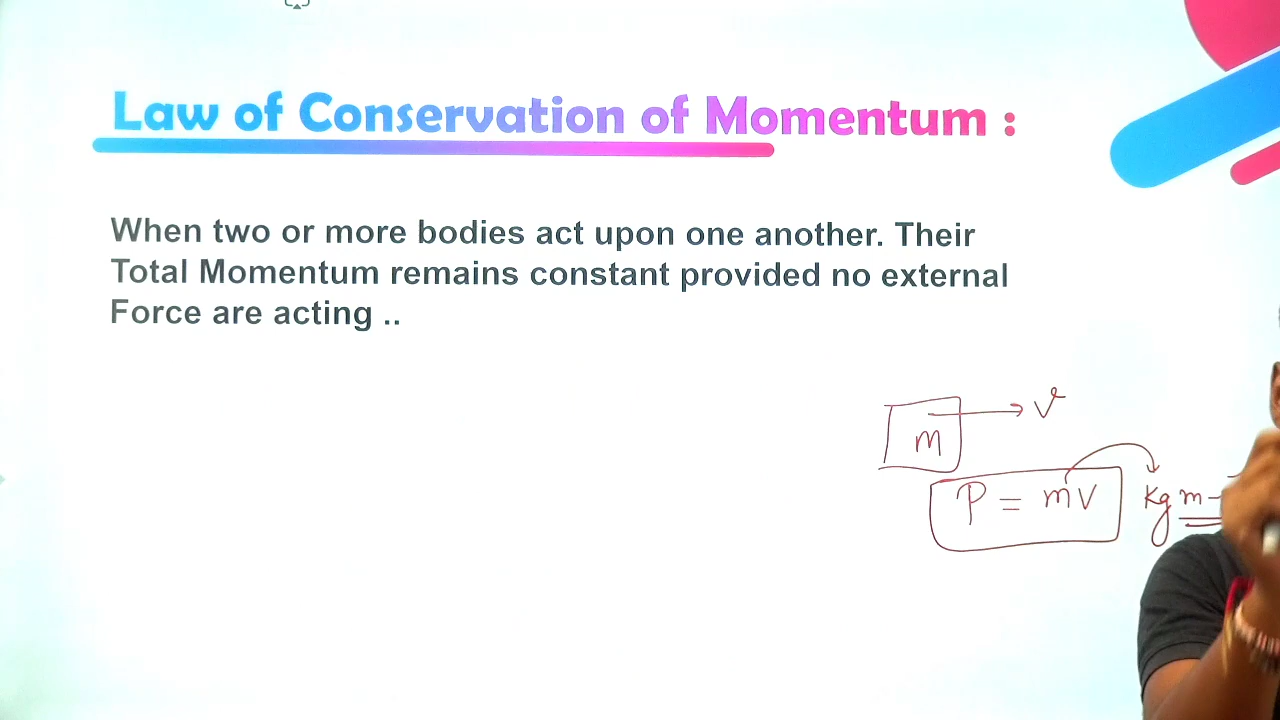 Law of Conservation of Momentum :
When two or more bodies act upon one another. Their
Total Momentum remains constant provided no external
Force are acting ..
m
v
P = mv
Kg m